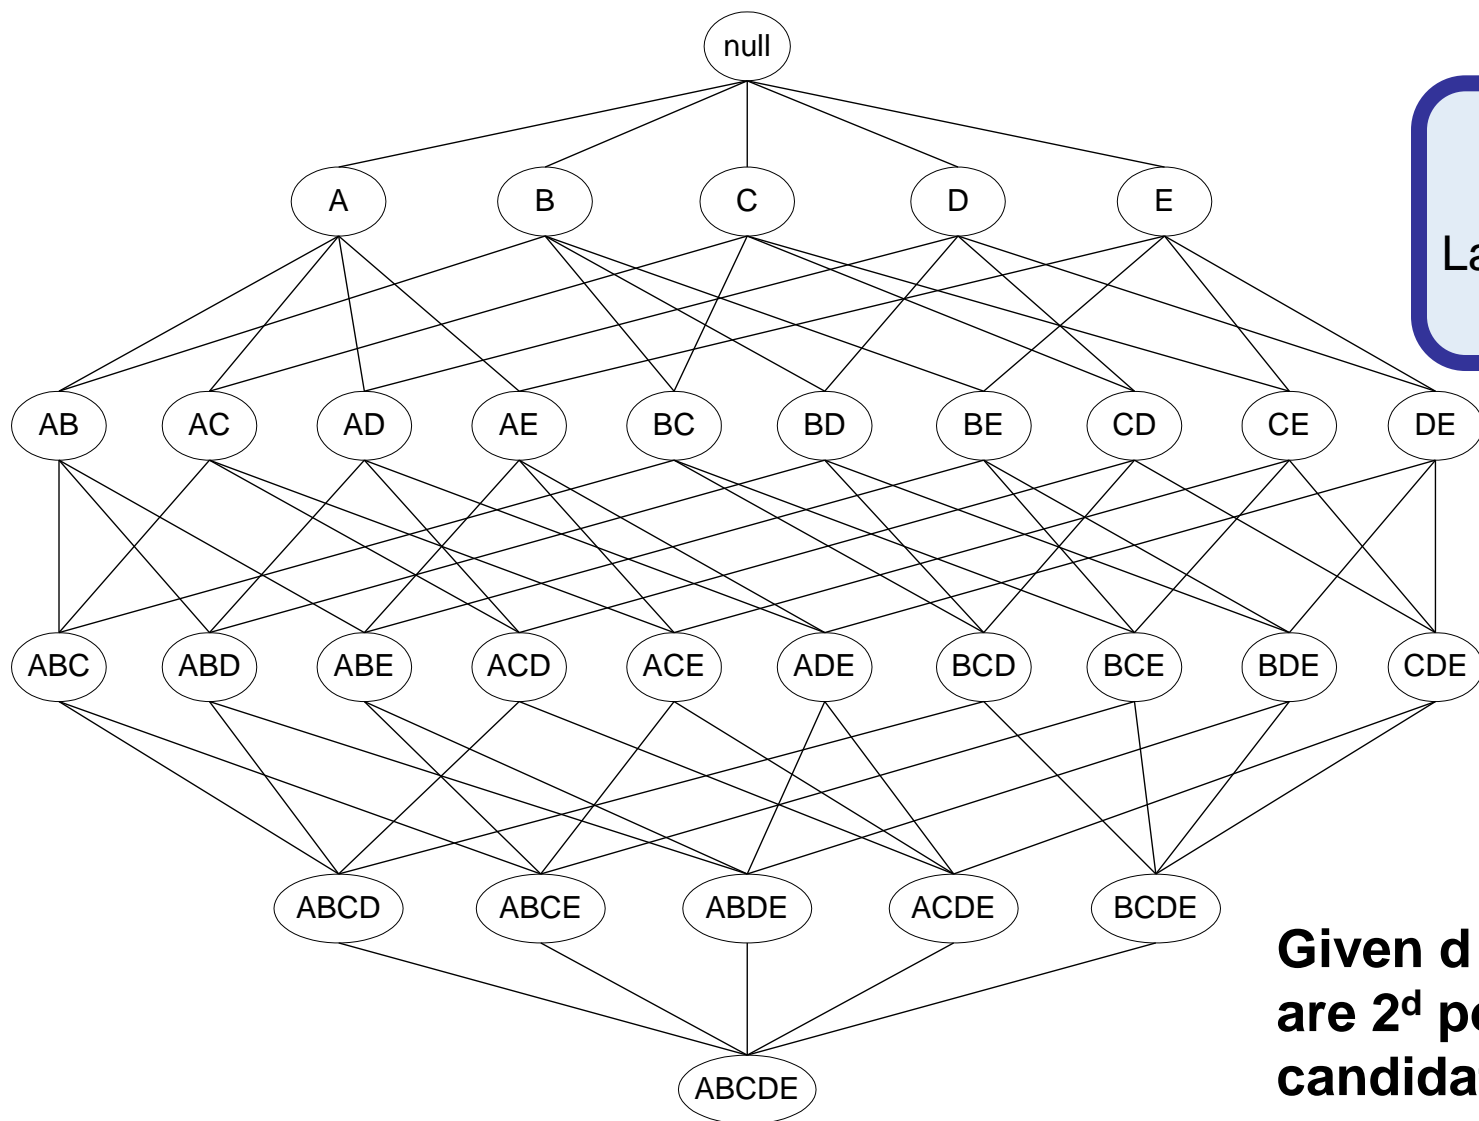 null
A B C D E
La
AB AC AD AE BC BD BE CD CE DE
ABC ABD ABE ACD ACE ADE BCD BCE BDE CDE
ABCD ABCE ABDE ACDE BCDE
Given d
are 2ᵈ
ABCDE